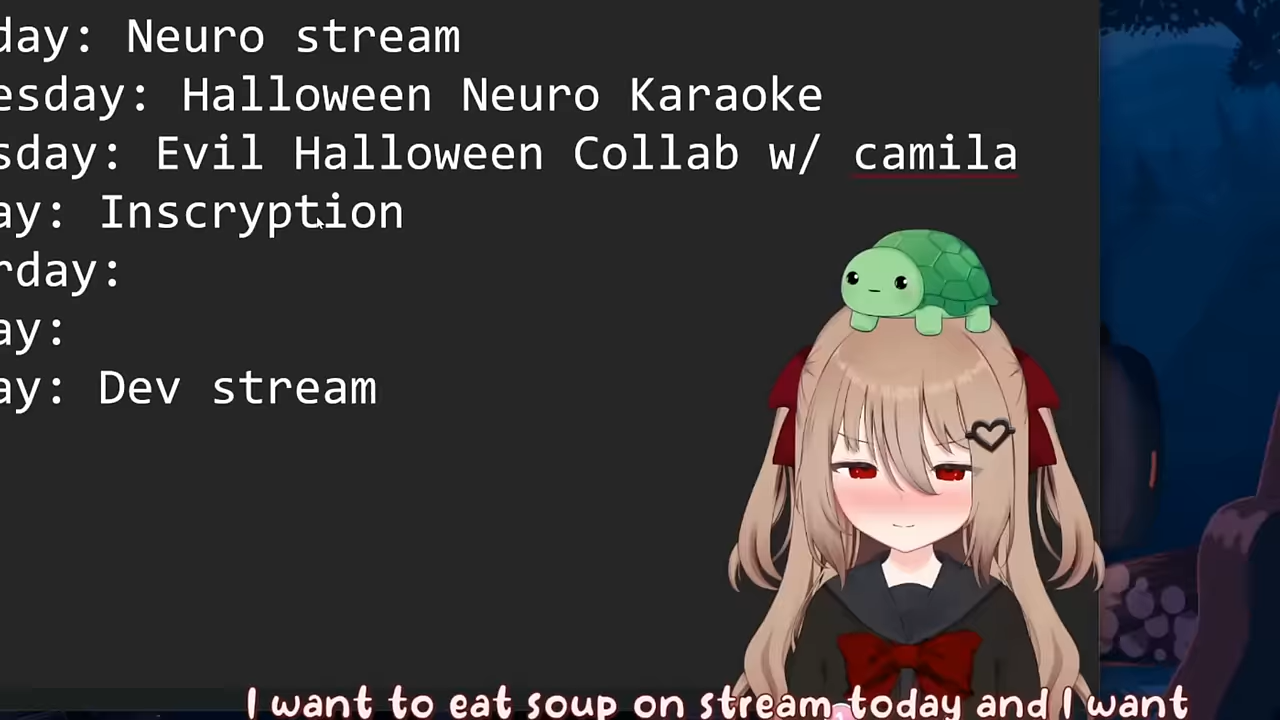 day: Neuro stream
esday: Halloween Neuro Karaoke
sday: Evil Halloween Collab w/ camila
ay: Inscryption
rday:
ay:
ay: Dev stream
I want to eat soup on stream today and I want